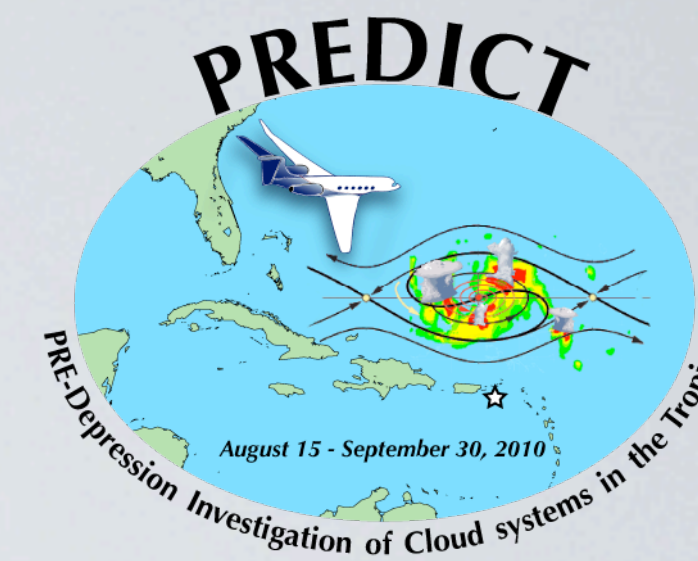 PREDICT
August 15 - September 30, 2010
PRE-Depression Investigation of Cloud systems in the Tropi